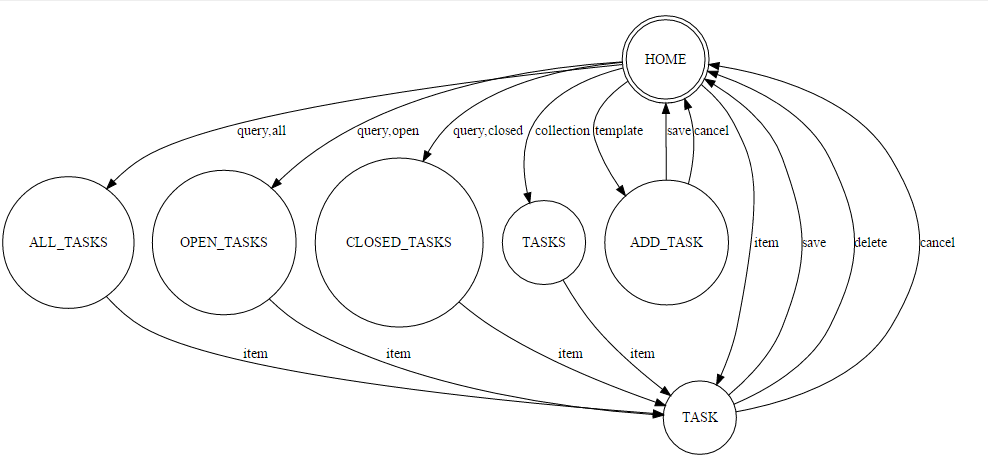 HOME
query,all
query,open
query,closed
collection
template
save
cancel
ALL_TASKS
OPEN_TASKS
CLOSED_TASKS
TASKS
ADD_TASK
item
save
delete
cancel
item
item
item
item
TASK